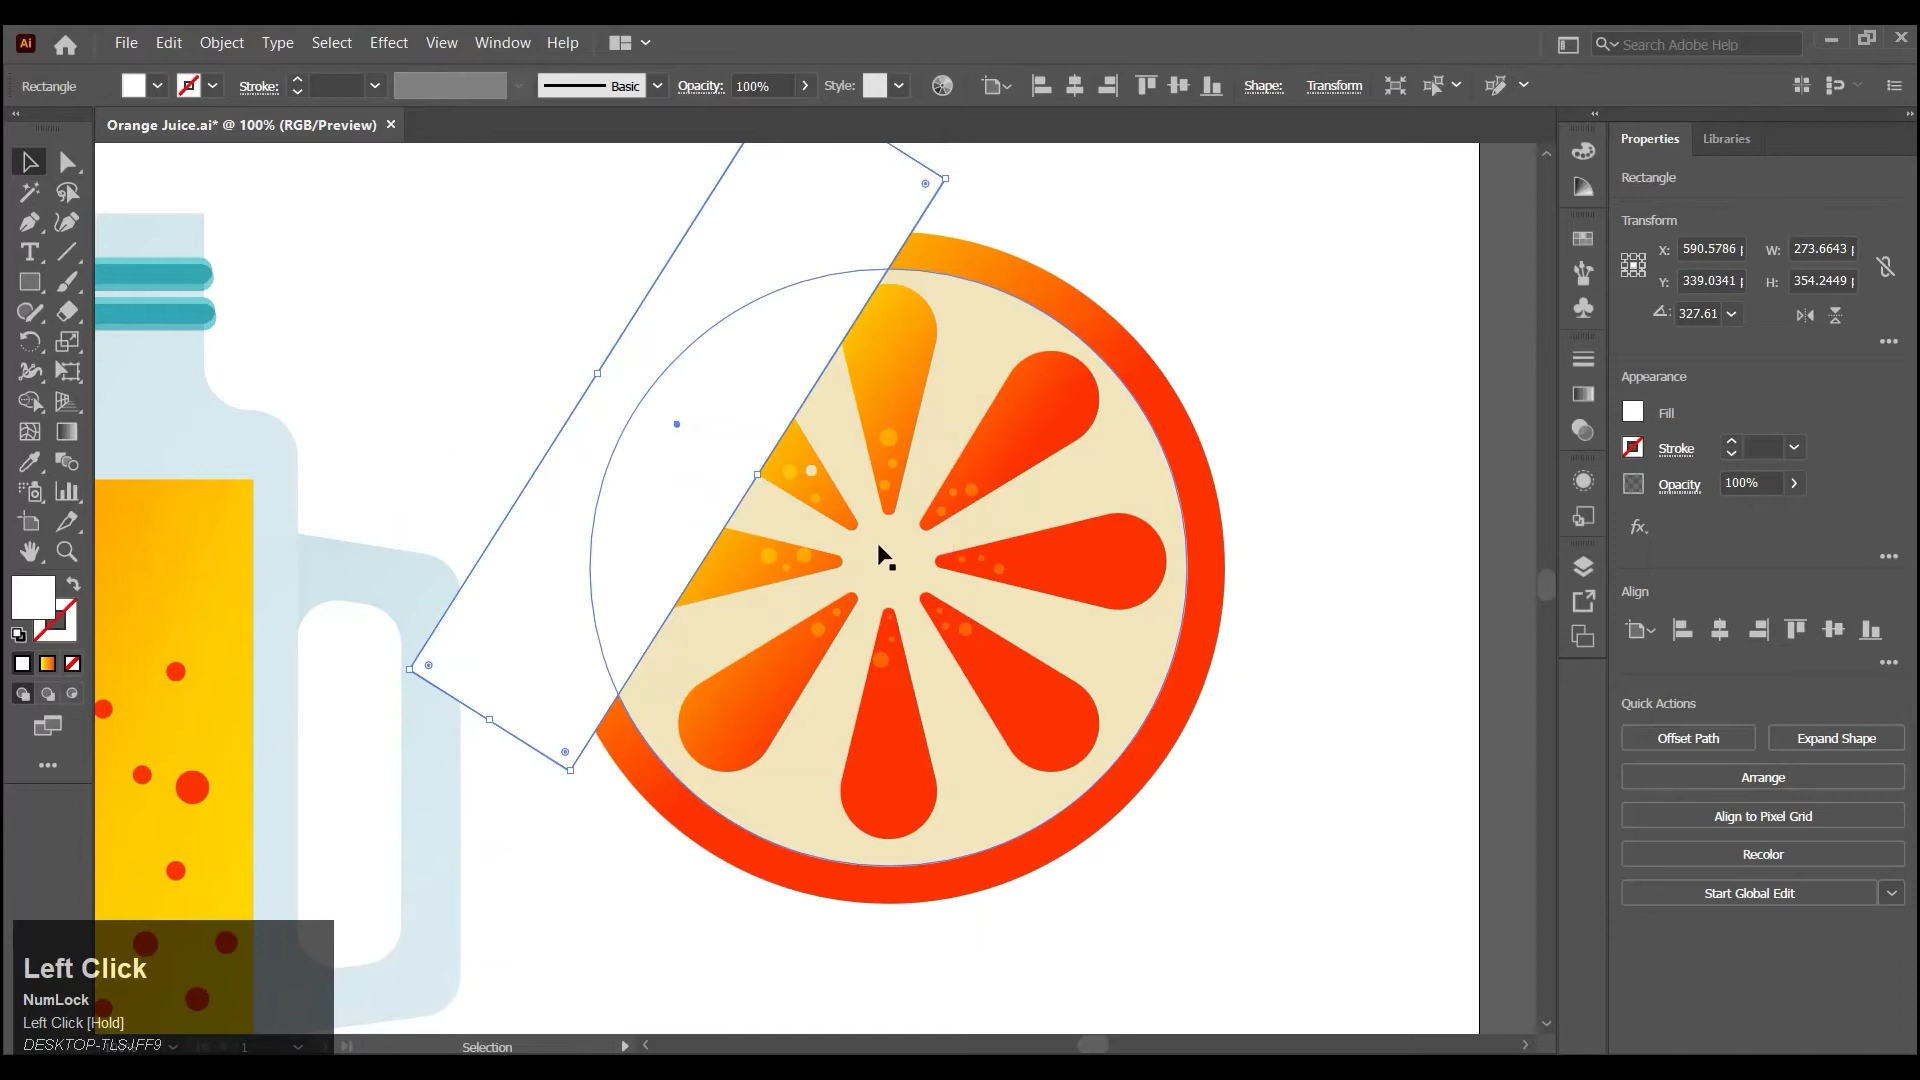 Ai File Edit Object Type Select Effect View Window Help Search Adobe Help
Rectangle Stroke: Basic Opacity: 100% Style: Shape: Transform
Orange Juice.ai* @ 100% (RGB/Preview) ×
Properties Libraries
Rectangle
Transform
X: 590.5786 W: 273.6643
Y: 339.0341 H: 354.2449
327.61
Appearance
Fill
Stroke
Opacity 100%
fx
Align
Quick Actions
Offset Path Expand Shape
Arrange
Align to Pixel Grid
Recolor
Start Global Edit
Left Click
NumLock
Left Click [Hold]
DESKTOP-TLSJFF9
1 Selection